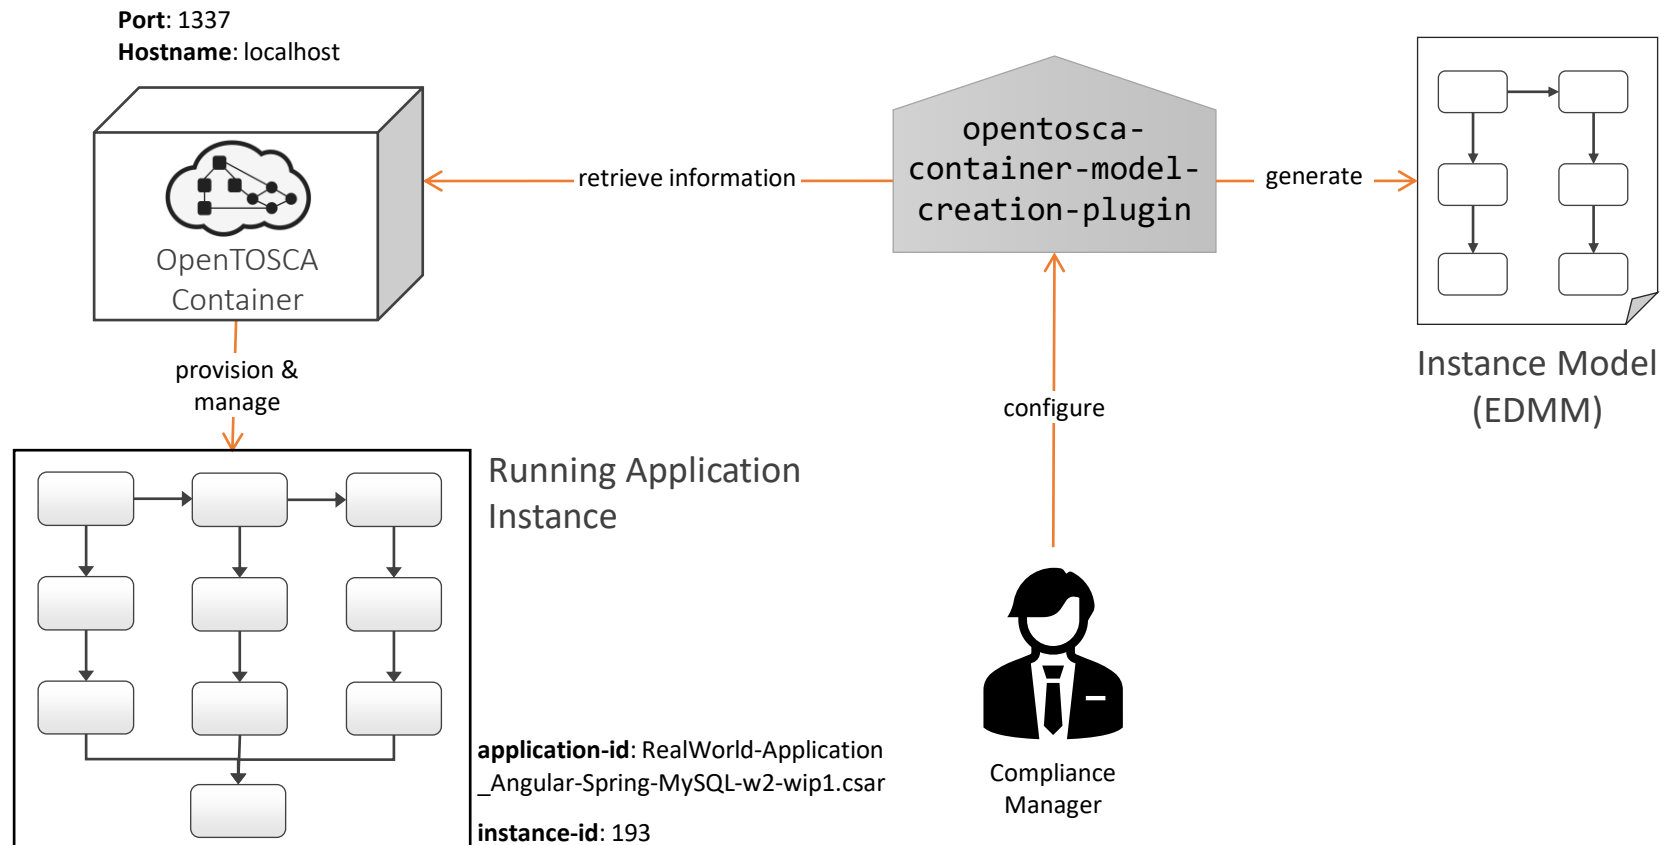 Port: 1337
Hostname: localhost
OpenTOSCA
Container
retrieve information
opentosca-
container-model-
creation-plugin
generate
Instance Model
(EDMM)
provision &
manage
configure
Running Application
Instance
application-id: RealWorld-Application
_Angular-Spring-MySQL-w2-wip1.csar
instance-id: 193
Compliance
Manager